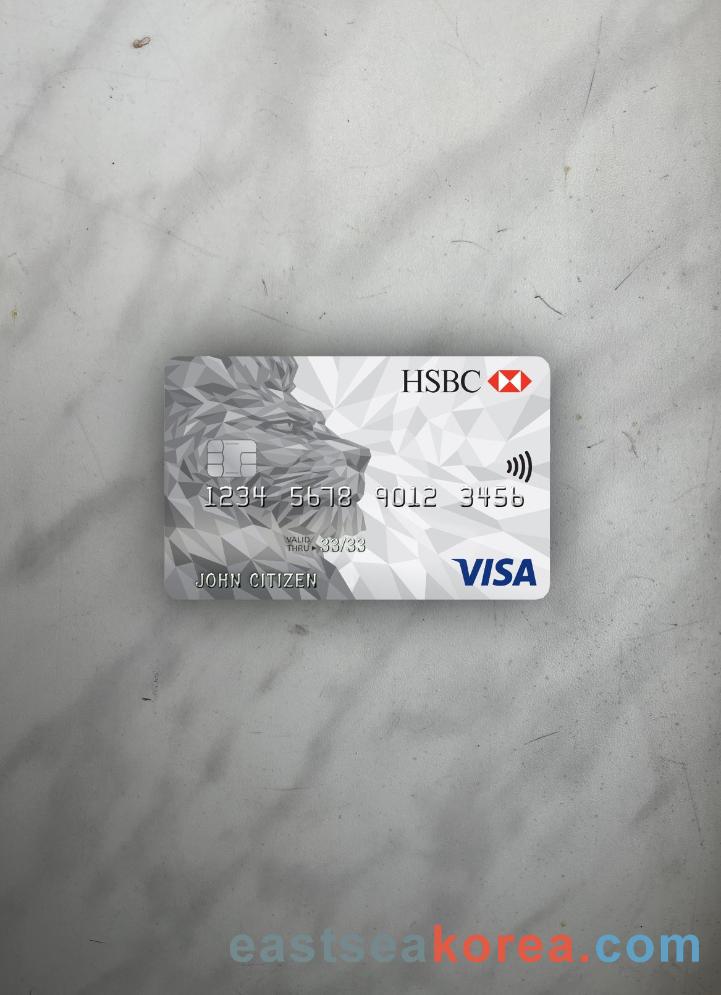 HSBC
1234 5678 9012 3456
VALID
THRU ▸ 33/33
JOHN CITIZEN
VISA
eastseakorea.com